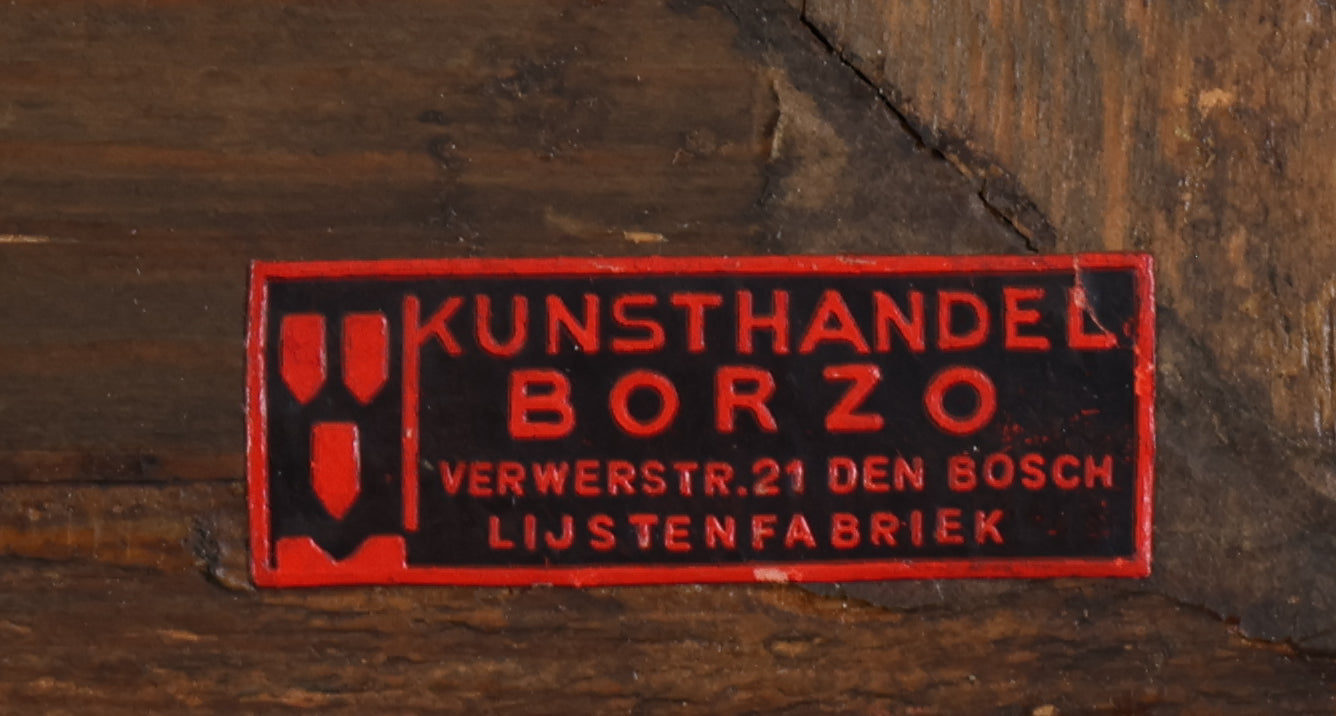 KUNSTHANDEL
BORZO
VERWERSTR.21 DEN BOSCH
LIJSTENFABRIEK